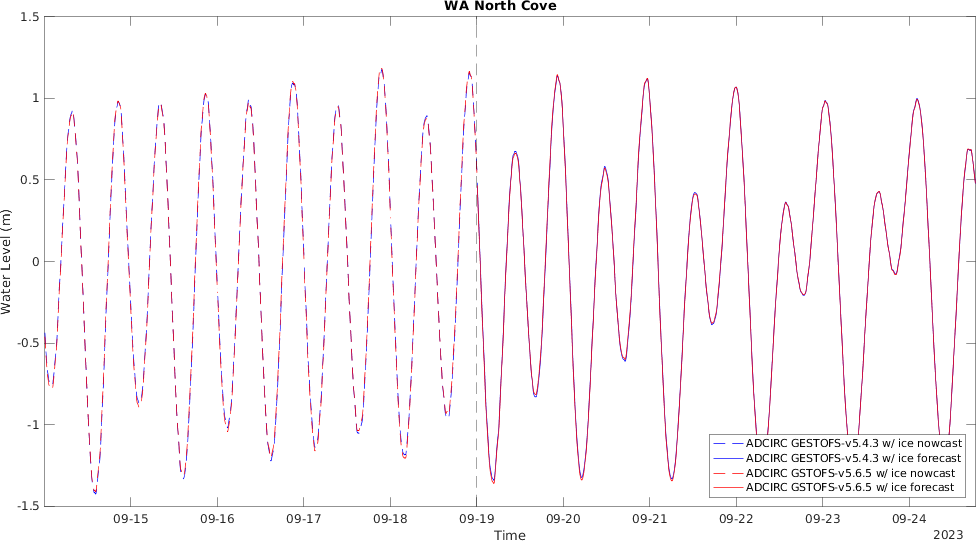 WA North Cove
1.5
1
0.5
0
-0.5
-1
-1.5
Water Level (m)
09-15 09-16 09-17 09-18 09-19 09-20 09-21 09-22 09-23 09-24
Time
2023
ADCIRC GESTOFS-v5.4.3 w/ ice nowcast
ADCIRC GESTOFS-v5.4.3 w/ ice forecast
ADCIRC GSTOFS-v5.6.5 w/ ice nowcast
ADCIRC GSTOFS-v5.6.5 w/ ice forecast